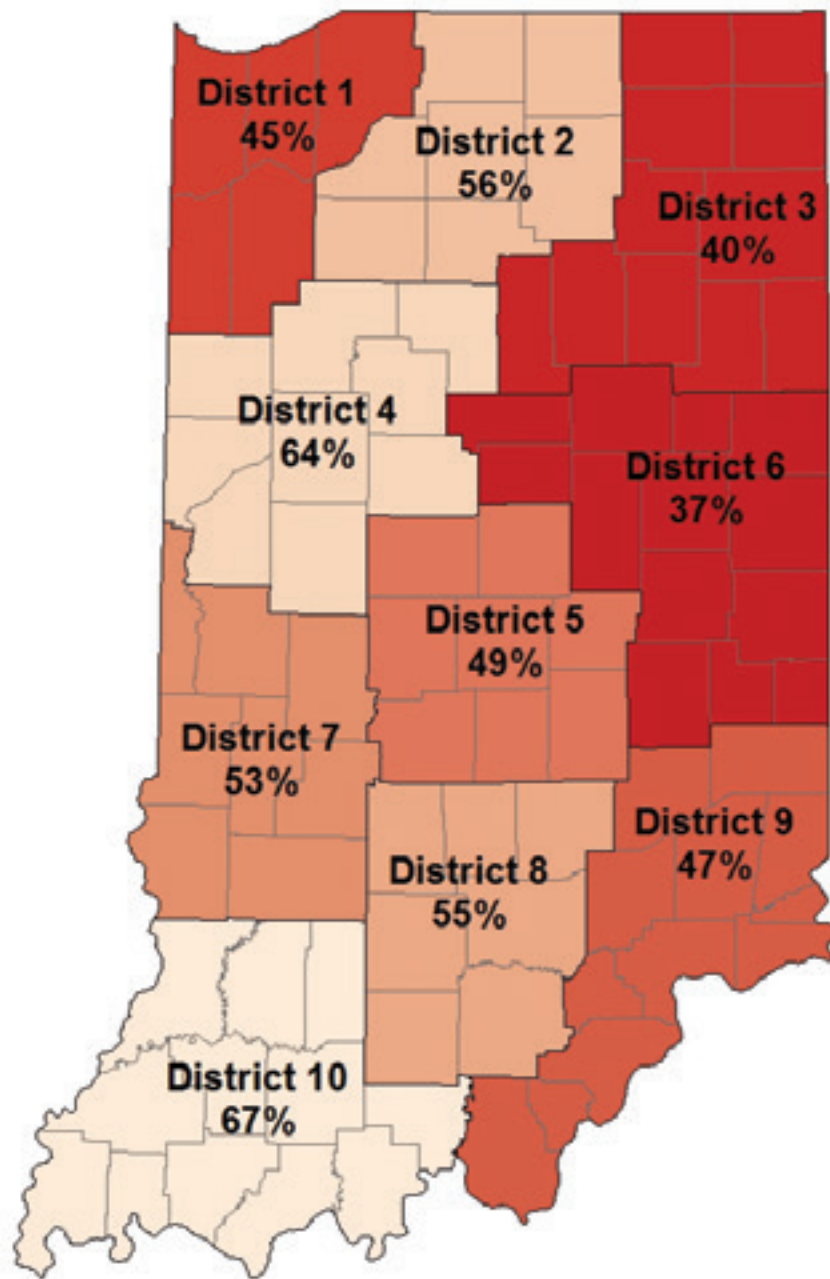 District 1
45%
District 2
56%
District 3
40%
District 4
64%
District 6
37%
District 5
49%
District 7
53%
District 9
47%
District 8
55%
District 10
67%